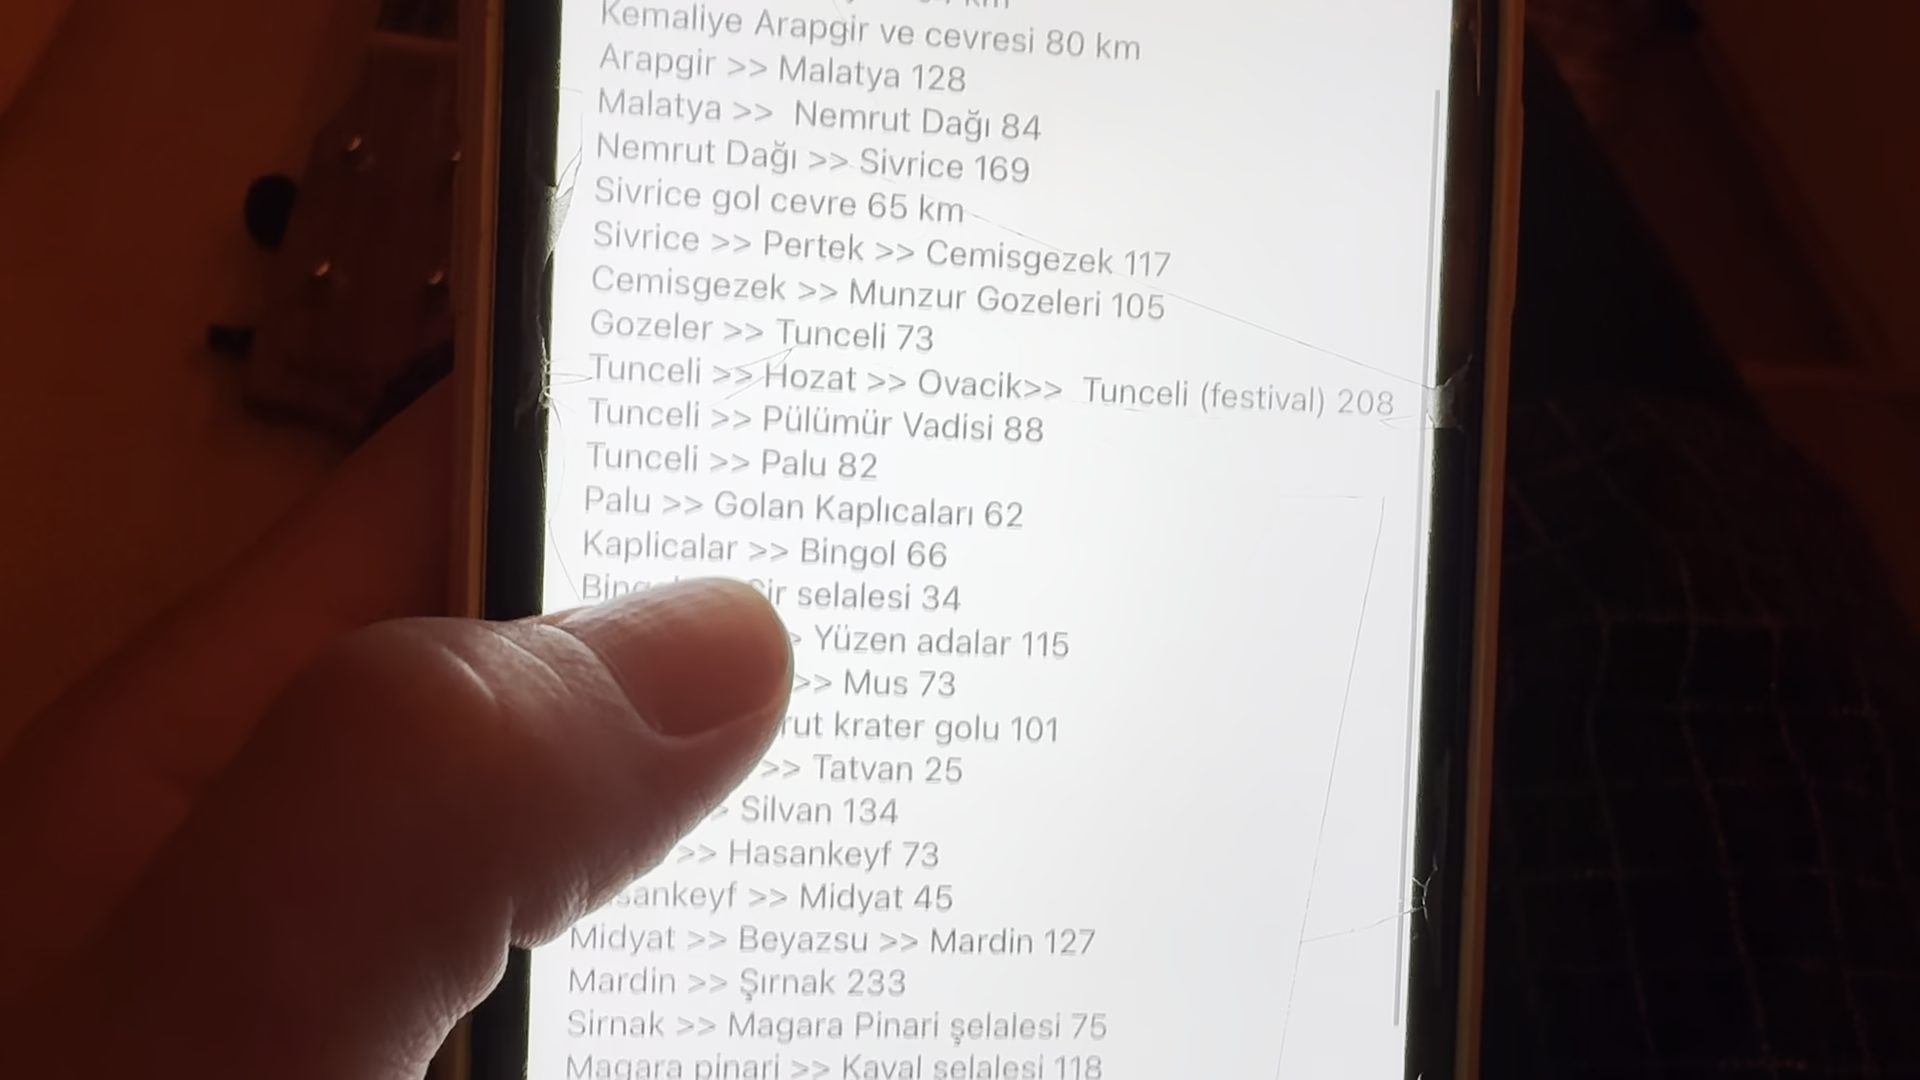 km
Kemaliye Arapgir ve cevresi 80 km
Arapgir >> Malatya 128
Malatya >> Nemrut Dağı 84
Nemrut Dağı >> Sivrice 169
Sivrice gol cevre 65 km
Sivrice >> Pertek >> Cemisgezek 117
Cemisgezek >> Munzur Gozeleri 105
Gozeler >> Tunceli 73
Tunceli >> Hozat >> Ovacik>> Tunceli (festival) 208
Tunceli >> Pülümür Vadisi 88
Tunceli >> Palu 82
Palu >> Golan Kaplıcaları 62
Kaplicalar >> Bingol 66
selalesi 34
> Yüzen adalar 115
>> Mus 73
krater golu 101
>> Tatvan 25
> Silvan 134
>> Hasankeyf 73
sankeyf >> Midyat 45
Midyat >> Beyazsu >> Mardin 127
Mardin >> Şırnak 233
Sirnak >> Magara Pinari şelalesi 75
Magara pinari >> Kaval selalesi 118